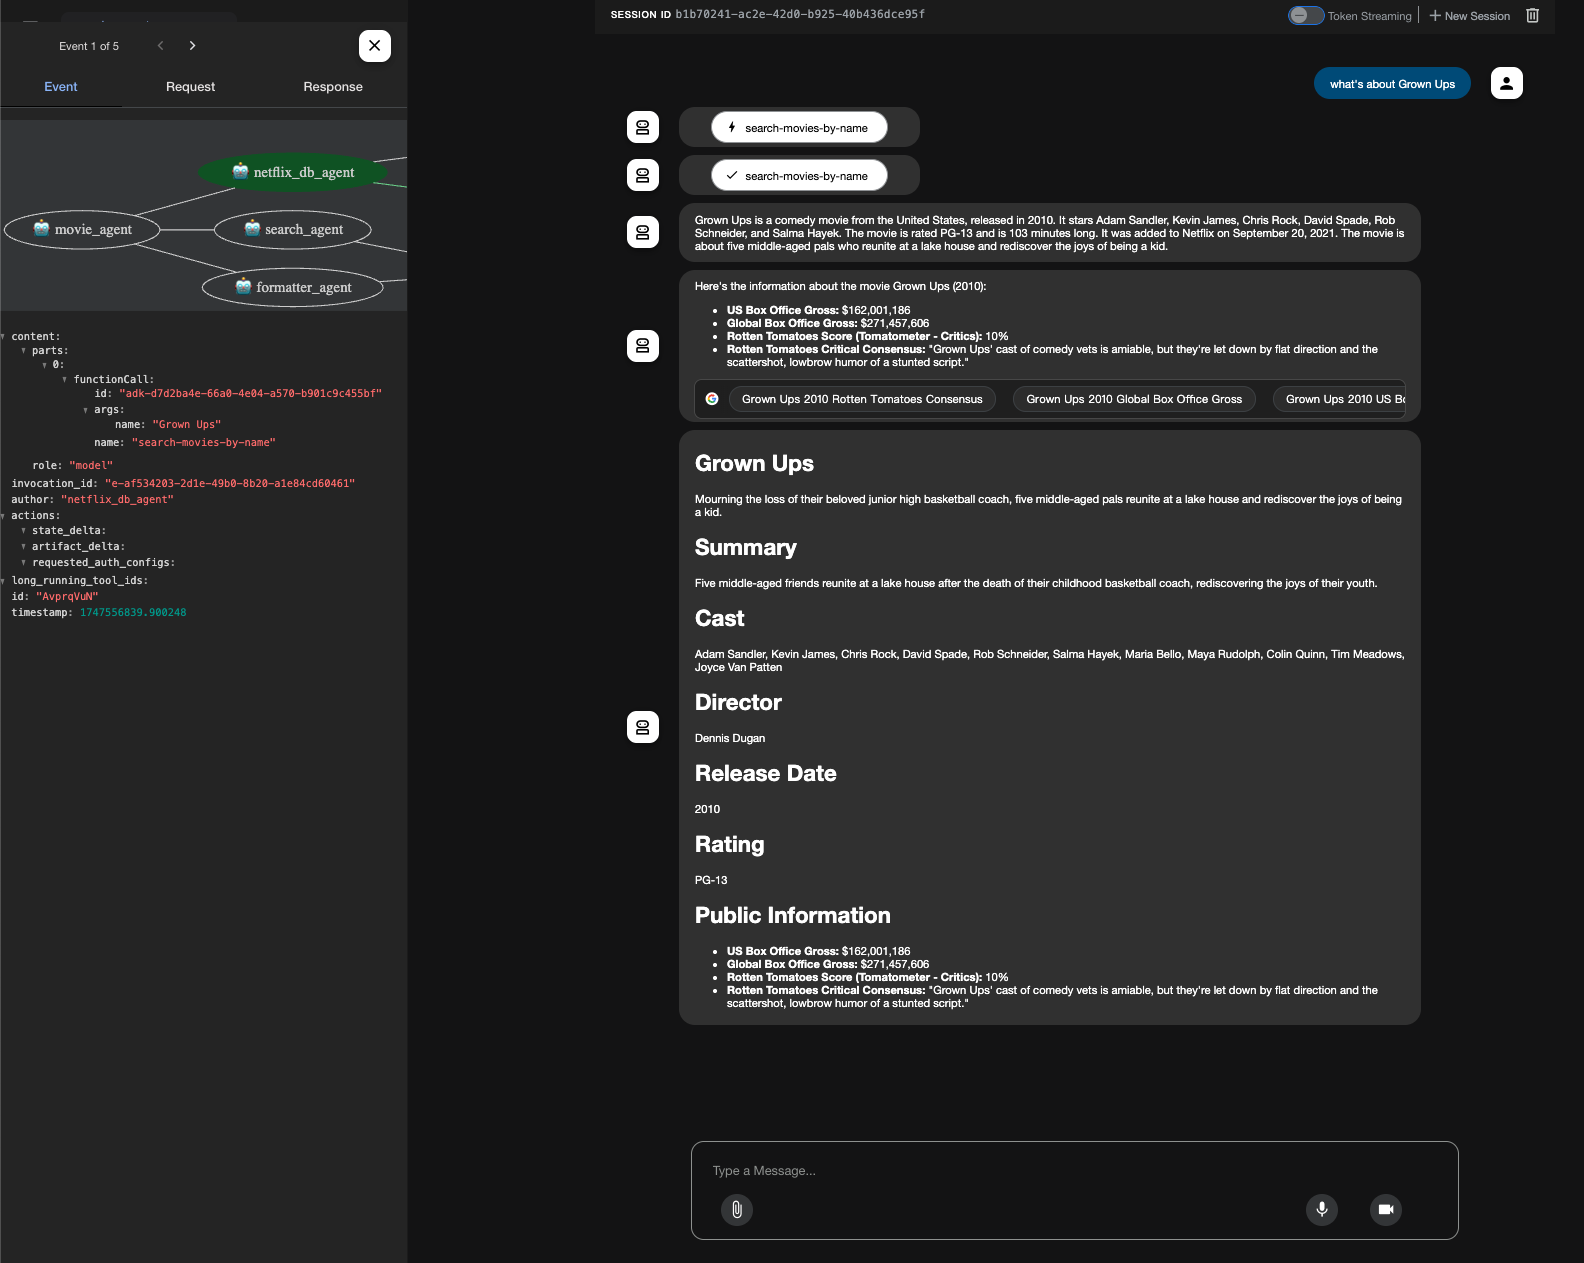 Event 1 of 5
Event
Request
Response
netflix_db_agent
movie_agent
search_agent
formatter_agent
content:
parts:
0:
functionCall:
id: "adk-d7d2ba4e-66a0-4e04-a570-b901c9c455bf"
args:
name: "Grown Ups"
name: "search-movies-by-name"
role: "model"
invocation_id: "e-af534203-2d1e-49b0-8b20-a1e84cd60461"
author: "netflix_db_agent"
actions:
state_delta:
artifact_delta:
requested_auth_configs:
long_running_tool_ids:
id: "AvprqVuN"
timestamp: 1747556839.900248
SESSION ID b1b70241-ac2e-42d0-b925-40b436dce95f
Token Streaming
New Session
what's about Grown Ups
search-movies-by-name
search-movies-by-name
Grown Ups is a comedy movie from the United States, released in 2010. It stars Adam Sandler, Kevin James, Chris Rock, David Spade, Rob
Schneider, and Salma Hayek. The movie is rated PG-13 and is 103 minutes long. It was added to Netflix on September 20, 2021. The movie is
about five middle-aged pals who reunite at a lake house and rediscover the joys of being a kid.
Here's the information about the movie Grown Ups (2010):
• US Box Office Gross: $162,001,186
• Global Box Office Gross: $271,457,606
• Rotten Tomatoes Score (Tomatometer - Critics): 10%
• Rotten Tomatoes Critical Consensus: "Grown Ups' cast of comedy vets is amiable, but they're let down by flat direction and the
scattershot, lowbrow humor of a stunted script."
Grown Ups 2010 Rotten Tomatoes Consensus
Grown Ups 2010 Global Box Office Gross
Grown Ups 2010 US Bo
Grown Ups
Mourning the loss of their beloved junior high basketball coach, five middle-aged pals reunite at a lake house and rediscover the joys of being
a kid.
Summary
Five middle-aged friends reunite at a lake house after the death of their childhood basketball coach, rediscovering the joys of their youth.
Cast
Adam Sandler, Kevin James, Chris Rock, David Spade, Rob Schneider, Salma Hayek, Maria Bello, Maya Rudolph, Colin Quinn, Tim Meadows,
Joyce Van Patten
Director
Dennis Dugan
Release Date
2010
Rating
PG-13
Public Information
• US Box Office Gross: $162,001,186
• Global Box Office Gross: $271,457,606
• Rotten Tomatoes Score (Tomatometer - Critics): 10%
• Rotten Tomatoes Critical Consensus: "Grown Ups' cast of comedy vets is amiable, but they're let down by flat direction and the
scattershot, lowbrow humor of a stunted script."
Type a Message...